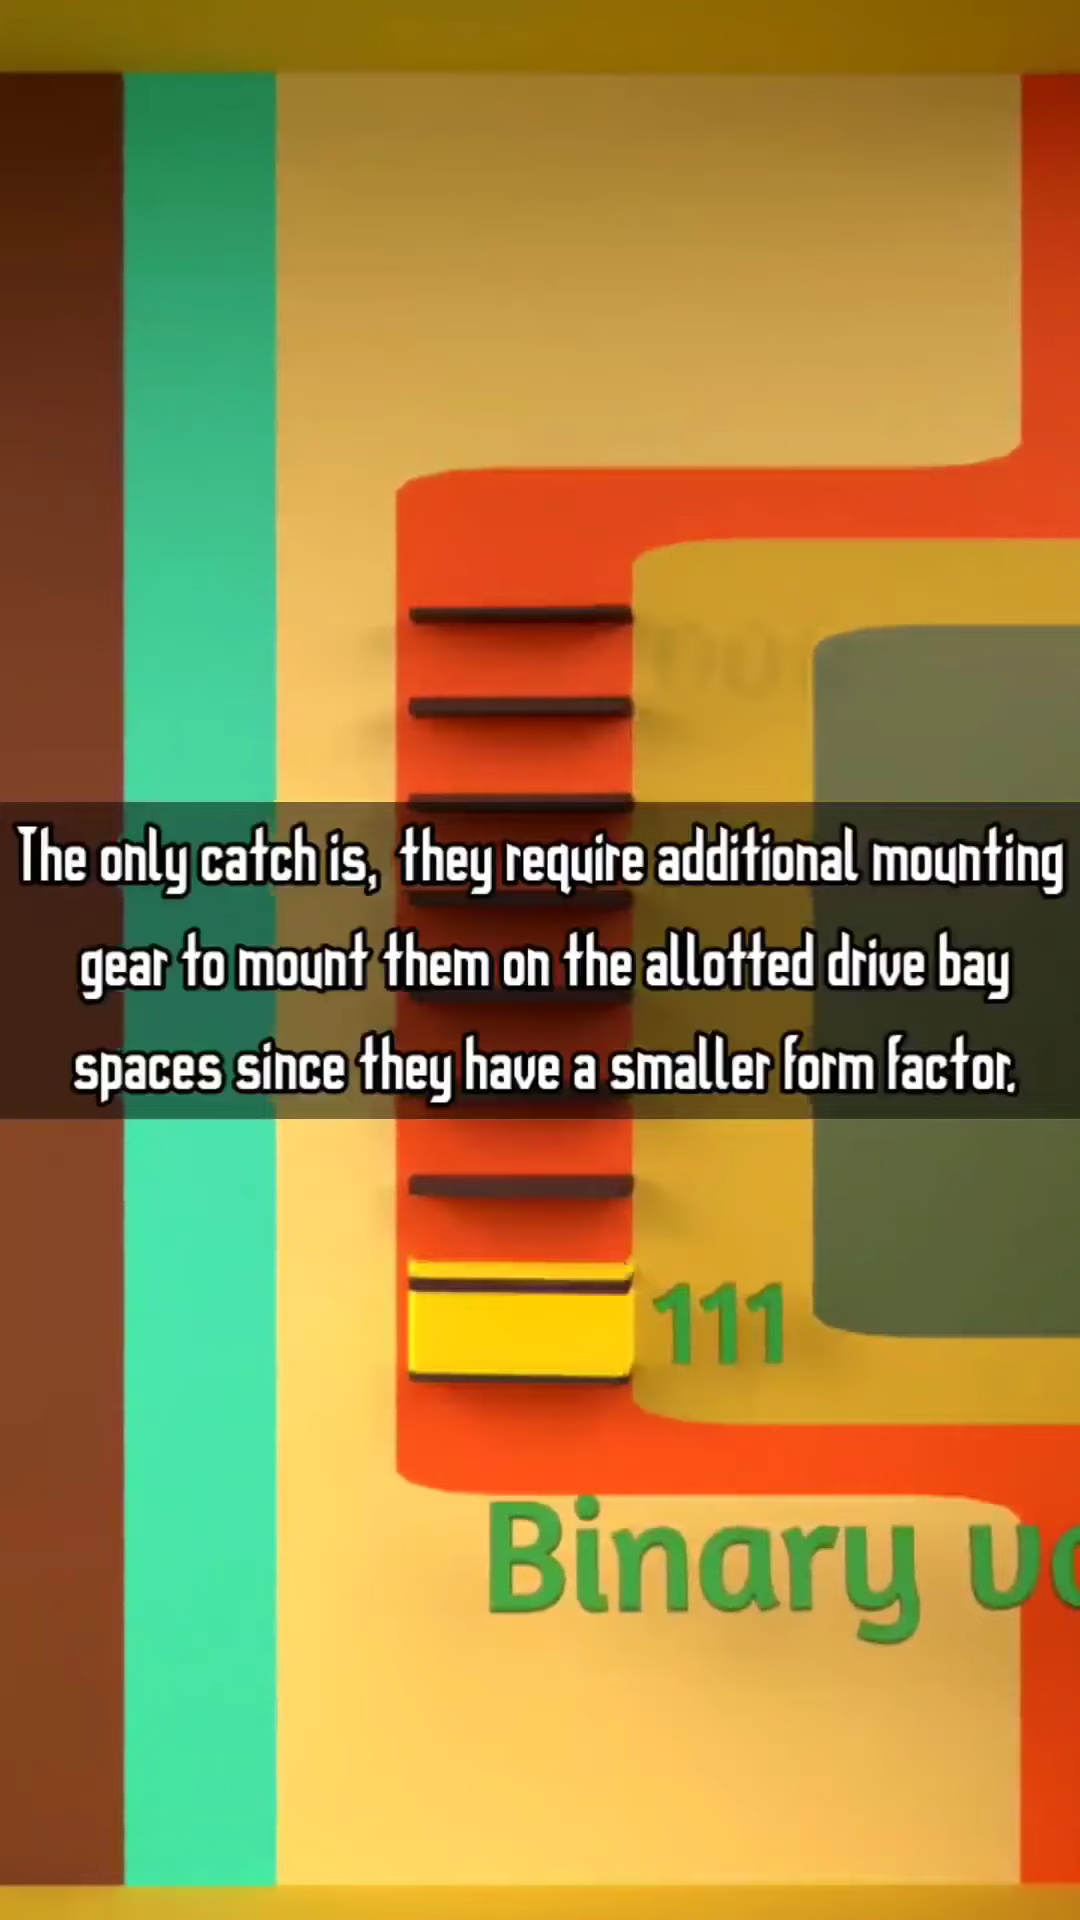 The only catch is, they require additional mounting
gear to mount them on the allotted drive bay
spaces since they have a smaller form factor.
111
Binary